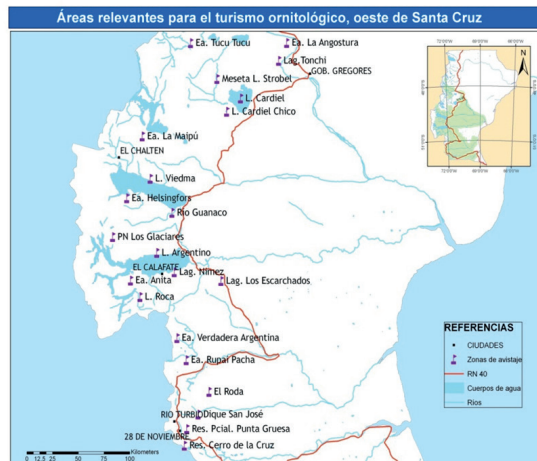 Áreas relevantes para el turismo ornitológico, oeste de Santa Cruz
Ea. Tucu Tucu
Ea. La Angostura
Lag. Tonchi
GOB. GREGORES
Meseta L. Strobel
L. Cardiel
L. Cardiel Chico
Ea. La Maipú
EL CHALTEN
L. Viedma
Ea. Helsingfors
Rio Guanaco
PN Los Glaciares
L. Argentino
EL CALAFATE
Lag. Nimez
Ea. Anita
Lag. Los Escarchados
L. Roca
Ea. Verdadera Argentina
Ea. Rupai Pacha
El Roda
RIO TURBIO
Dique San José
Res. Pcial. Punta Gruesa
28 DE NOVIEMBRE
Res. Cerro de la Cruz
N
REFERENCIAS
CIUDADES
Zonas de avistaje
RN 40
Cuerpos de agua
Rios
0 12.5 25 50 75 100
Kilometers